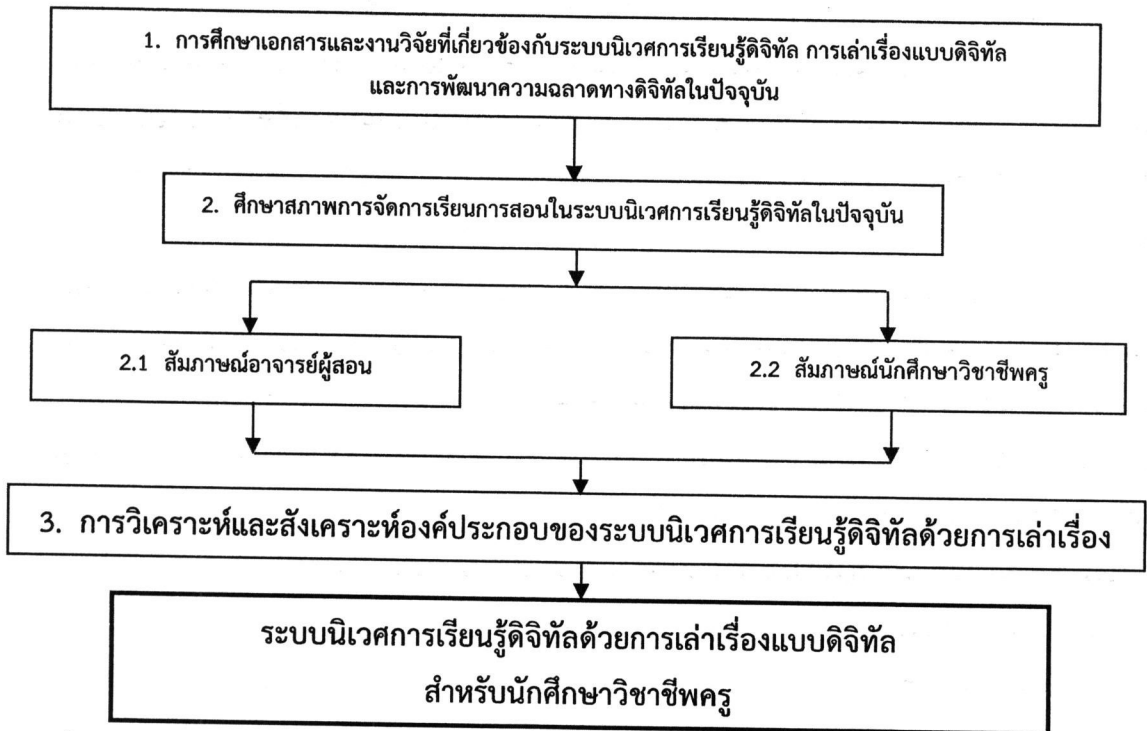 1. การศึกษาเอกสารและงานวิจัยที่เกี่ยวข้องกับระบบนิเวศการเรียนรู้ดิจิทัล การเล่าเรื่องแบบดิจิทัล
และการพัฒนาความฉลาดทางดิจิทัลในปัจจุบัน
2. ศึกษาสภาพการจัดการเรียนการสอนในระบบนิเวศการเรียนรู้ดิจิทัลในปัจจุบัน
2.1 สัมภาษณ์อาจารย์ผู้สอน
2.2 สัมภาษณ์นักศึกษาวิชาชีพครู
3. การวิเคราะห์และสังเคราะห์องค์ประกอบของระบบนิเวศการเรียนรู้ดิจิทัลด้วยการเล่าเรื่อง
ระบบนิเวศการเรียนรู้ดิจิทัลด้วยการเล่าเรื่องแบบดิจิทัล
สำหรับนักศึกษาวิชาชีพครู